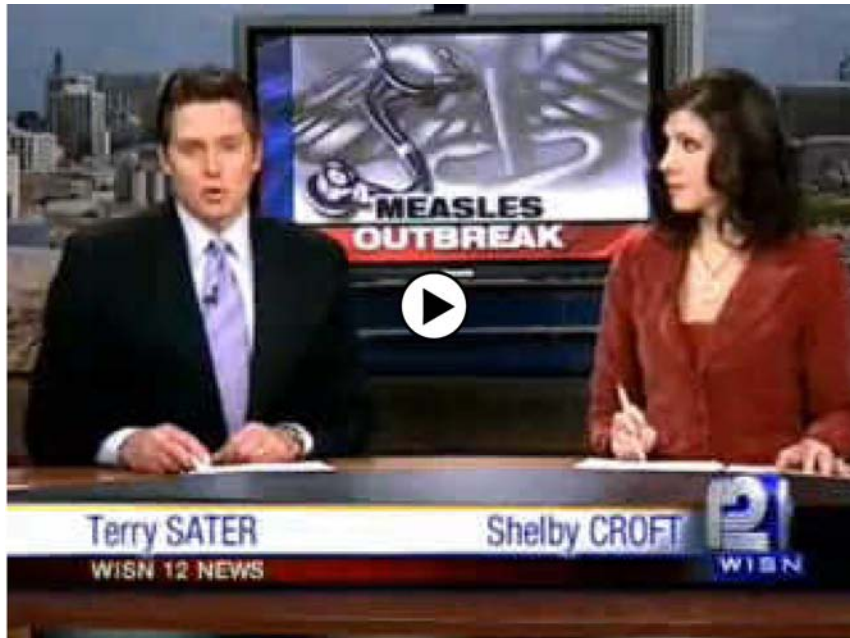 MEASLES
OUTBREAK
Terry SATER
Shelby CROFT
WISN 12 NEWS
12
WISN